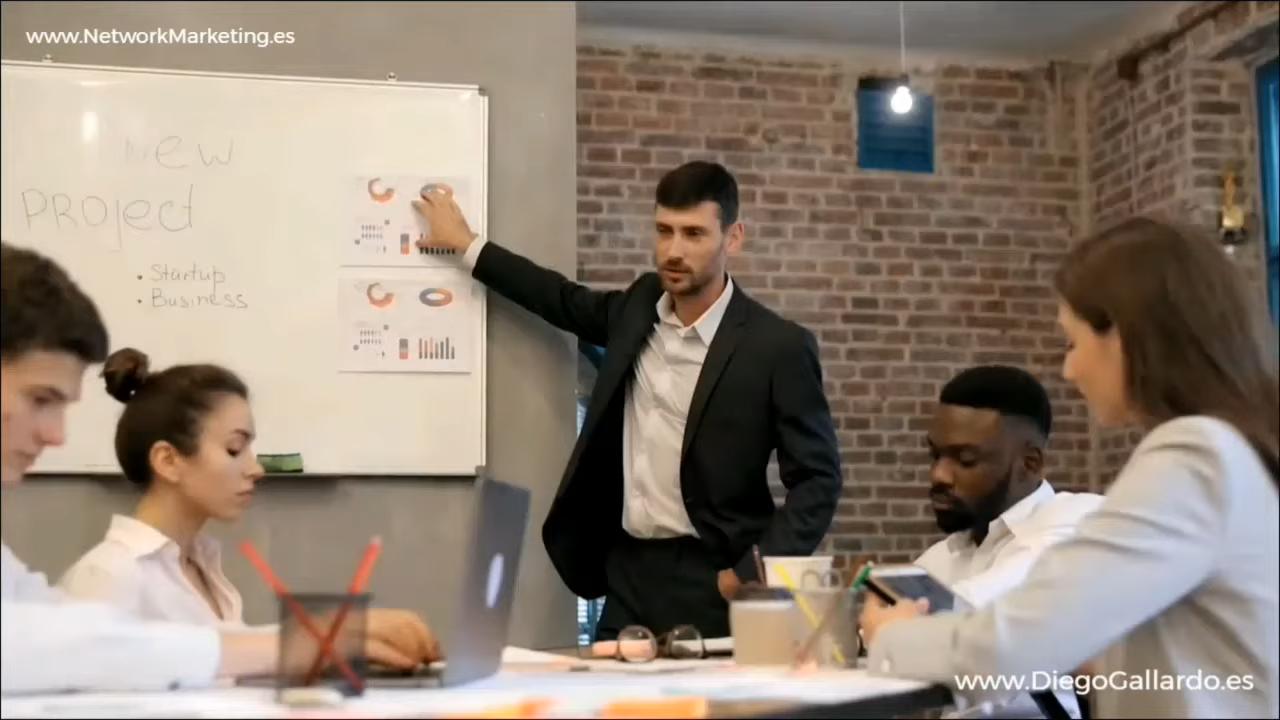 www.NetworkMarketing.es
New
PROject
• Startup
• Business
www.DiegoGallardo.es